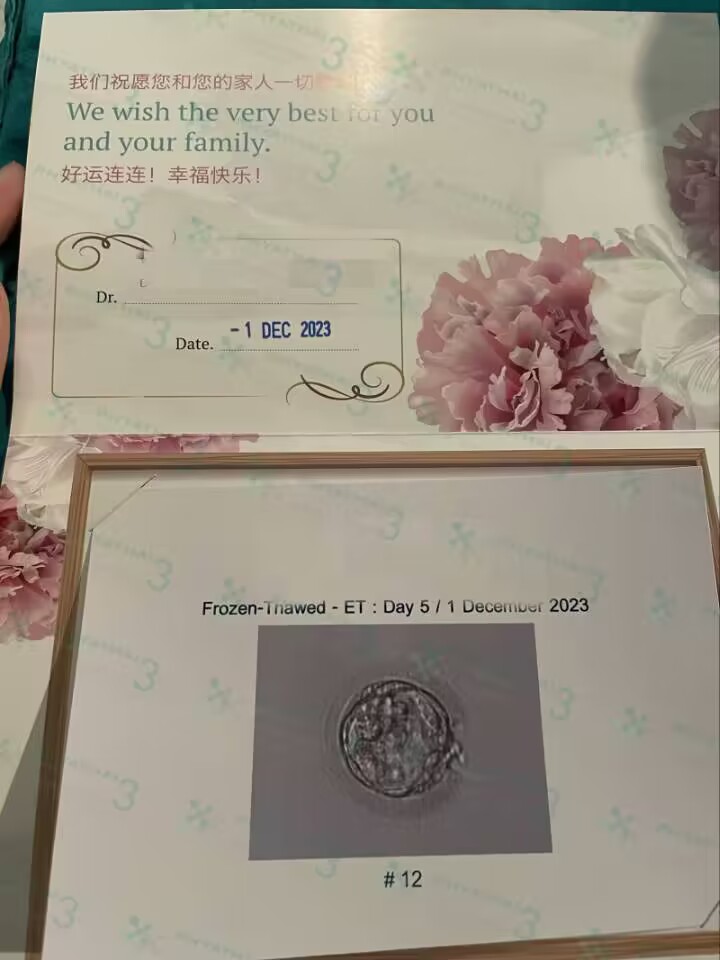 我们祝愿您和您的家人一切
We wish the very best for you
and your family.
好运连连！幸福快乐！
Dr.
Date. -1 DEC 2023
Frozen-Thawed - ET : Day 5 / 1 December 2023
# 12